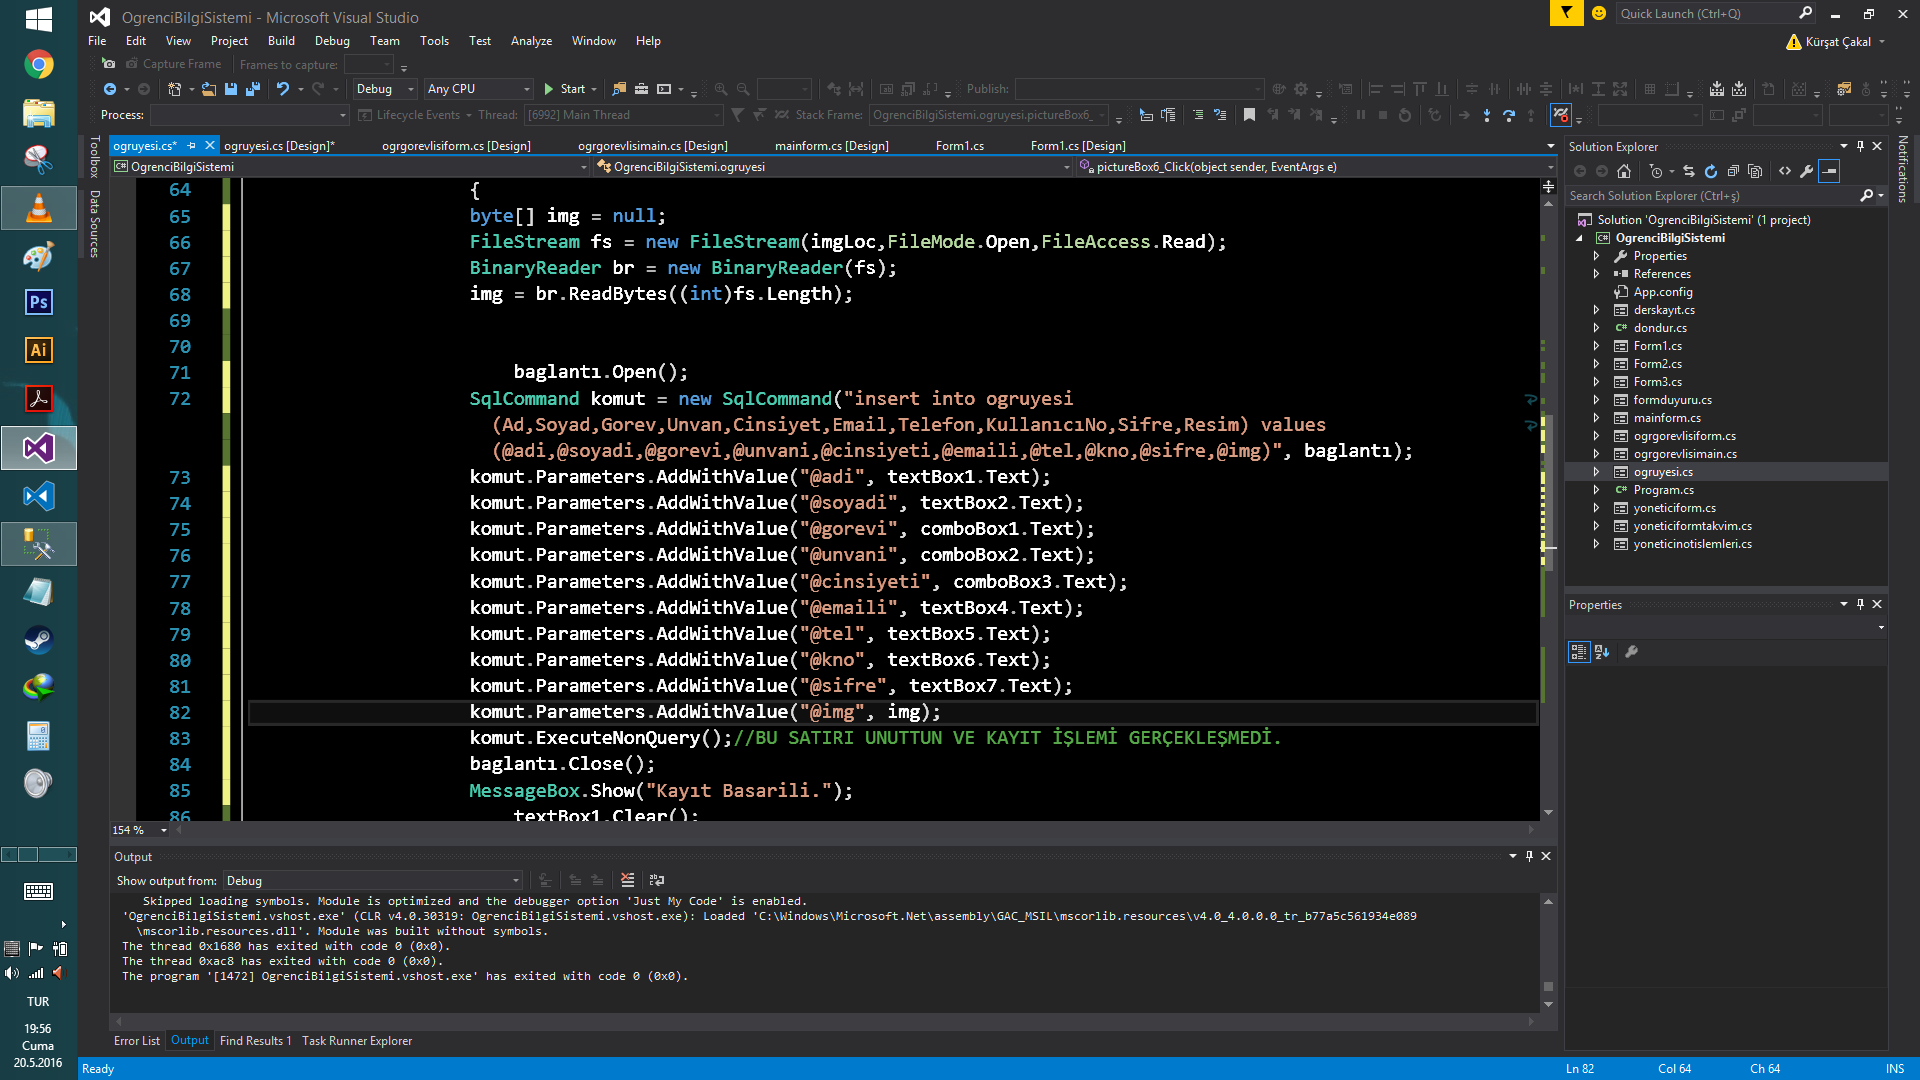 OgrenciBilgiSistemi - Microsoft Visual Studio
Quick Launch (Ctrl+Q)
File Edit View Project Build Debug Team Tools Test Analyze Window Help
Kürşat Çakal
Capture Frame Frames to capture:
Debug Any CPU Start Publish:
Process: Lifecycle Events Thread: [6992] Main Thread Stack Frame: OgrenciBilgiSistemi.ogruyesi.pictureBox6_
ogruyesi.cs* ogruyesi.cs [Design]* ogrgorevlisiform.cs [Design] ogrgorevlisimain.cs [Design] mainform.cs [Design] Form1.cs Form1.cs [Design]
OgrenciBilgiSistemi OgrenciBilgiSistemi.ogruyesi pictureBox6_Click(object sender, EventArgs e)
Toolbox
Data Sources
64 {
65 byte[] img = null;
66 FileStream fs = new FileStream(imgLoc,FileMode.Open,FileAccess.Read);
67 BinaryReader br = new BinaryReader(fs);
68 img = br.ReadBytes((int)fs.Length);
69
70
71 baglantı.Open();
72 SqlCommand komut = new SqlCommand("insert into ogruyesi
(Ad,Soyad,Gorev,Unvan,Cinsiyet,Email,Telefon,KullanıcıNo,Sifre,Resim) values
(@adi,@soyadi,@gorevi,@unvani,@cinsiyeti,@emaili,@tel,@kno,@sifre,@img)", baglantı);
73 komut.Parameters.AddWithValue("@adi", textBox1.Text);
74 komut.Parameters.AddWithValue("@soyadi", textBox2.Text);
75 komut.Parameters.AddWithValue("@gorevi", comboBox1.Text);
76 komut.Parameters.AddWithValue("@unvani", comboBox2.Text);
77 komut.Parameters.AddWithValue("@cinsiyeti", comboBox3.Text);
78 komut.Parameters.AddWithValue("@emaili", textBox4.Text);
79 komut.Parameters.AddWithValue("@tel", textBox5.Text);
80 komut.Parameters.AddWithValue("@kno", textBox6.Text);
81 komut.Parameters.AddWithValue("@sifre", textBox7.Text);
82 komut.Parameters.AddWithValue("@img", img);
83 komut.ExecuteNonQuery();//BU SATIRI UNUTTUN VE KAYIT İŞLEMİ GERÇEKLEŞMEDİ.
84 baglantı.Close();
85 MessageBox.Show("Kayıt Basarili.");
86 textBox1.Clear();
154 %
Output
Show output from: Debug
Skipped loading symbols. Module is optimized and the debugger option 'Just My Code' is enabled.
'OgrenciBilgiSistemi.vshost.exe' (CLR v4.0.30319: OgrenciBilgiSistemi.vshost.exe): Loaded 'C:\Windows\Microsoft.Net\assembly\GAC_MSIL\mscorlib.resources\v4.0_4.0.0.0_tr_b77a5c561934e089
\mscorlib.resources.dll'. Module was built without symbols.
The thread 0x1680 has exited with code 0 (0x0).
The thread 0xac8 has exited with code 0 (0x0).
The program '[1472] OgrenciBilgiSistemi.vshost.exe' has exited with code 0 (0x0).
Error List Output Find Results 1 Task Runner Explorer
Ready Ln 82 Col 64 Ch 64 INS
Solution Explorer
Search Solution Explorer (Ctrl+ş)
Solution 'OgrenciBilgiSistemi' (1 project)
OgrenciBilgiSistemi
Properties
References
App.config
derskayıt.cs
dondur.cs
Form1.cs
Form2.cs
Form3.cs
formduyuru.cs
mainform.cs
ogrgorevlisiform.cs
ogrgorevlisimain.cs
ogruyesi.cs
Program.cs
yoneticiform.cs
yoneticiformtakvim.cs
yoneticinotislemleri.cs
Properties
Notifications
Ps
Ai
TUR
19:56
Cuma
20.5.2016